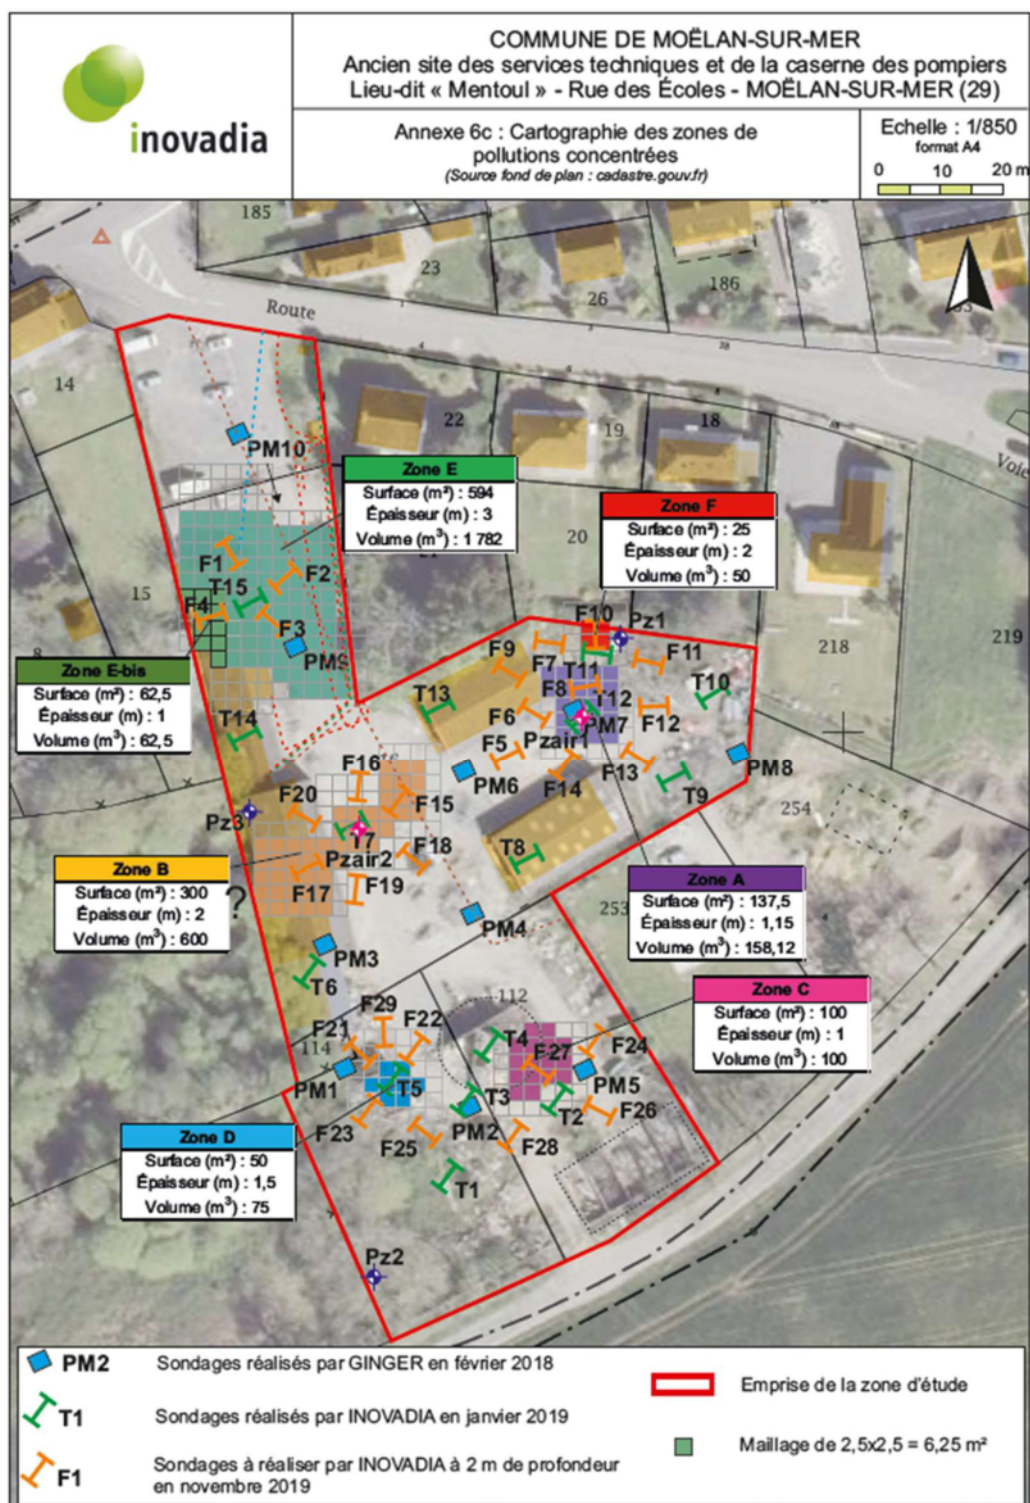 inovadia
COMMUNE DE MOËLAN-SUR-MER
Ancien site des services techniques et de la caserne des pompiers
Lieu-dit « Mentoul » - Rue des Écoles - MOËLAN-SUR-MER (29)
Annexe 6c : Cartographie des zones de
pollutions concentrées
(Source fond de plan : cadastre.gouv.fr)
Echelle : 1/850
format A4
0 10 20 m
185
23
26
186
Route
14
22
19
18
Voie
PM10
Zone E
Surface (m²) : 594
Épaisseur (m) : 3
Volume (m³) : 1 782
Zone F
Surface (m²) : 25
Épaisseur (m) : 2
Volume (m³) : 50
20
15
F1
F2
T15
F4
F3
PM9
8
218
219
F10
Pz1
Zone E-bis
Surface (m²) : 62,5
Épaisseur (m) : 1
Volume (m³) : 62,5
F9
F7
T11
F11
T13
F8
T12
T10
T14
F6
PM7
F12
Pzair1
F5
F16
PM6
F13
PM8
F14
F20
F15
T9
254
Pz3
T7
F18
T8
Pzair2
Zone B
Surface (m²) : 300
Épaisseur (m) : 2
Volume (m³) : 600
?
F17
F19
Zone A
Surface (m²) : 137,5
Épaisseur (m) : 1,15
Volume (m³) : 158,12
253
PM4
PM3
T6
Zone C
Surface (m²) : 100
Épaisseur (m) : 1
Volume (m³) : 100
112
F29
F21
F22
T4
F24
114
F27
PM1
T5
PM5
T3
T2
F26
PM2
F23
F25
F28
Zone D
Surface (m²) : 50
Épaisseur (m) : 1,5
Volume (m³) : 75
T1
Pz2
PM2 Sondages réalisés par GINGER en février 2018
Emprise de la zone d'étude
T1 Sondages réalisés par INOVADIA en janvier 2019
Maillage de 2,5x2,5 = 6,25 m²
F1 Sondages à réaliser par INOVADIA à 2 m de profondeur
en novembre 2019